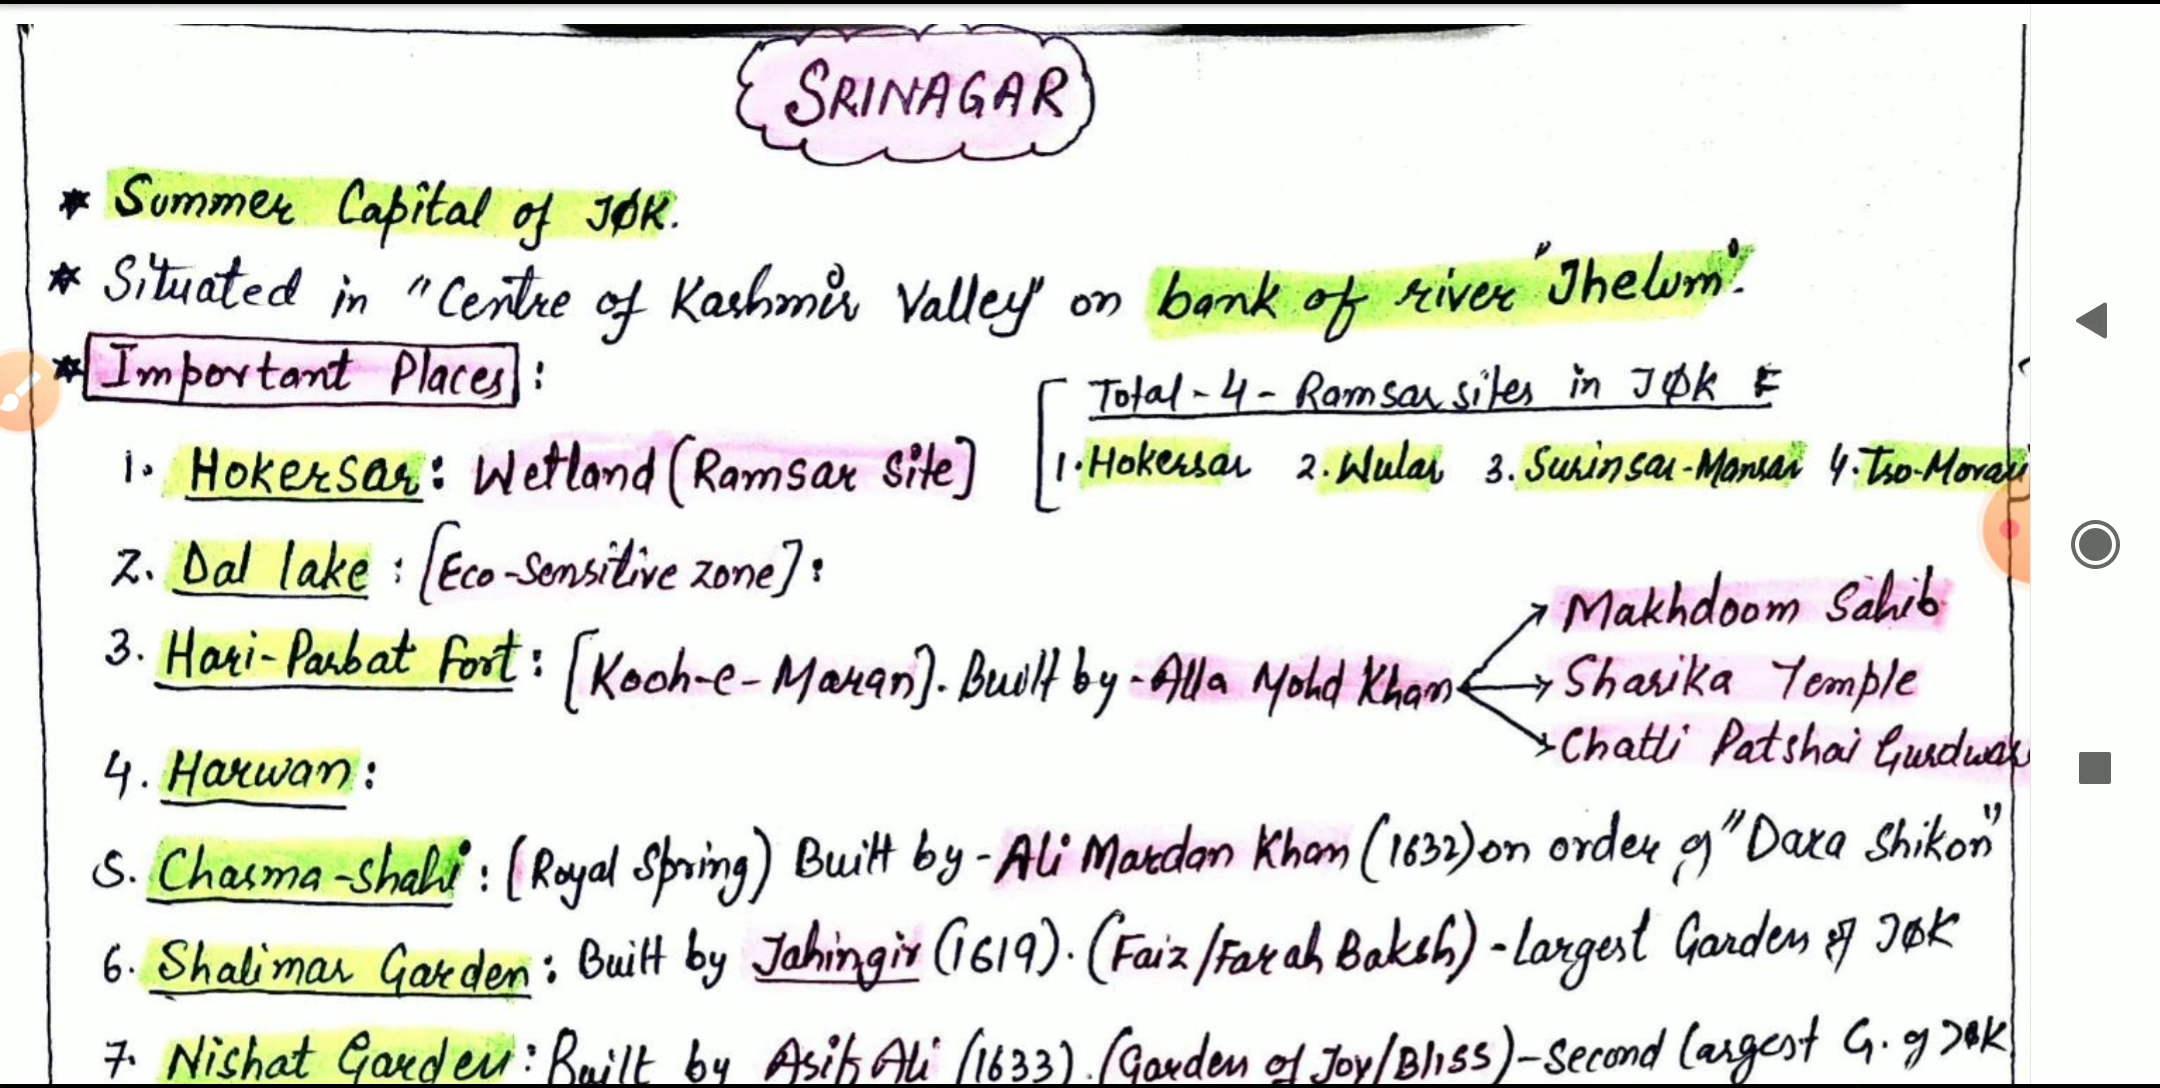 SRINAGAR
* Summer Capital of J&K.
* Situated in "Centre of Kashmir Valley" on bank of river "Jhelum".
* Important Places :
[ Total - 4 - Ramsar sites in J&K
1. Hokersar : Wetland (Ramsar Site]
1. Hokersar 2. Wular 3. Surinsar-Mansar 4. Tso-Morari
2. Dal lake : [Eco-Sensitive zone] :
3. Hari-Parbat Fort : [Kooh-e-Maran]. Built by - Alla Mohd Khan
→ Makhdoom Sahib
→ Sharika Temple
→ Chatti Patshai Gurdwar
4. Harwan :
5. Chasma-shahi : (Royal Spring) Built by - Ali Mardan Khan (1632) on order of "Dara Shikon"
6. Shalimar Garden : Built by Jahingir (1619). (Faiz/Farah Baksh) - Largest Garden of J&K
7. Nishat Garden : Built by Asif Ali (1633). (Garden of Joy/Bliss) - Second largest G. of J&K